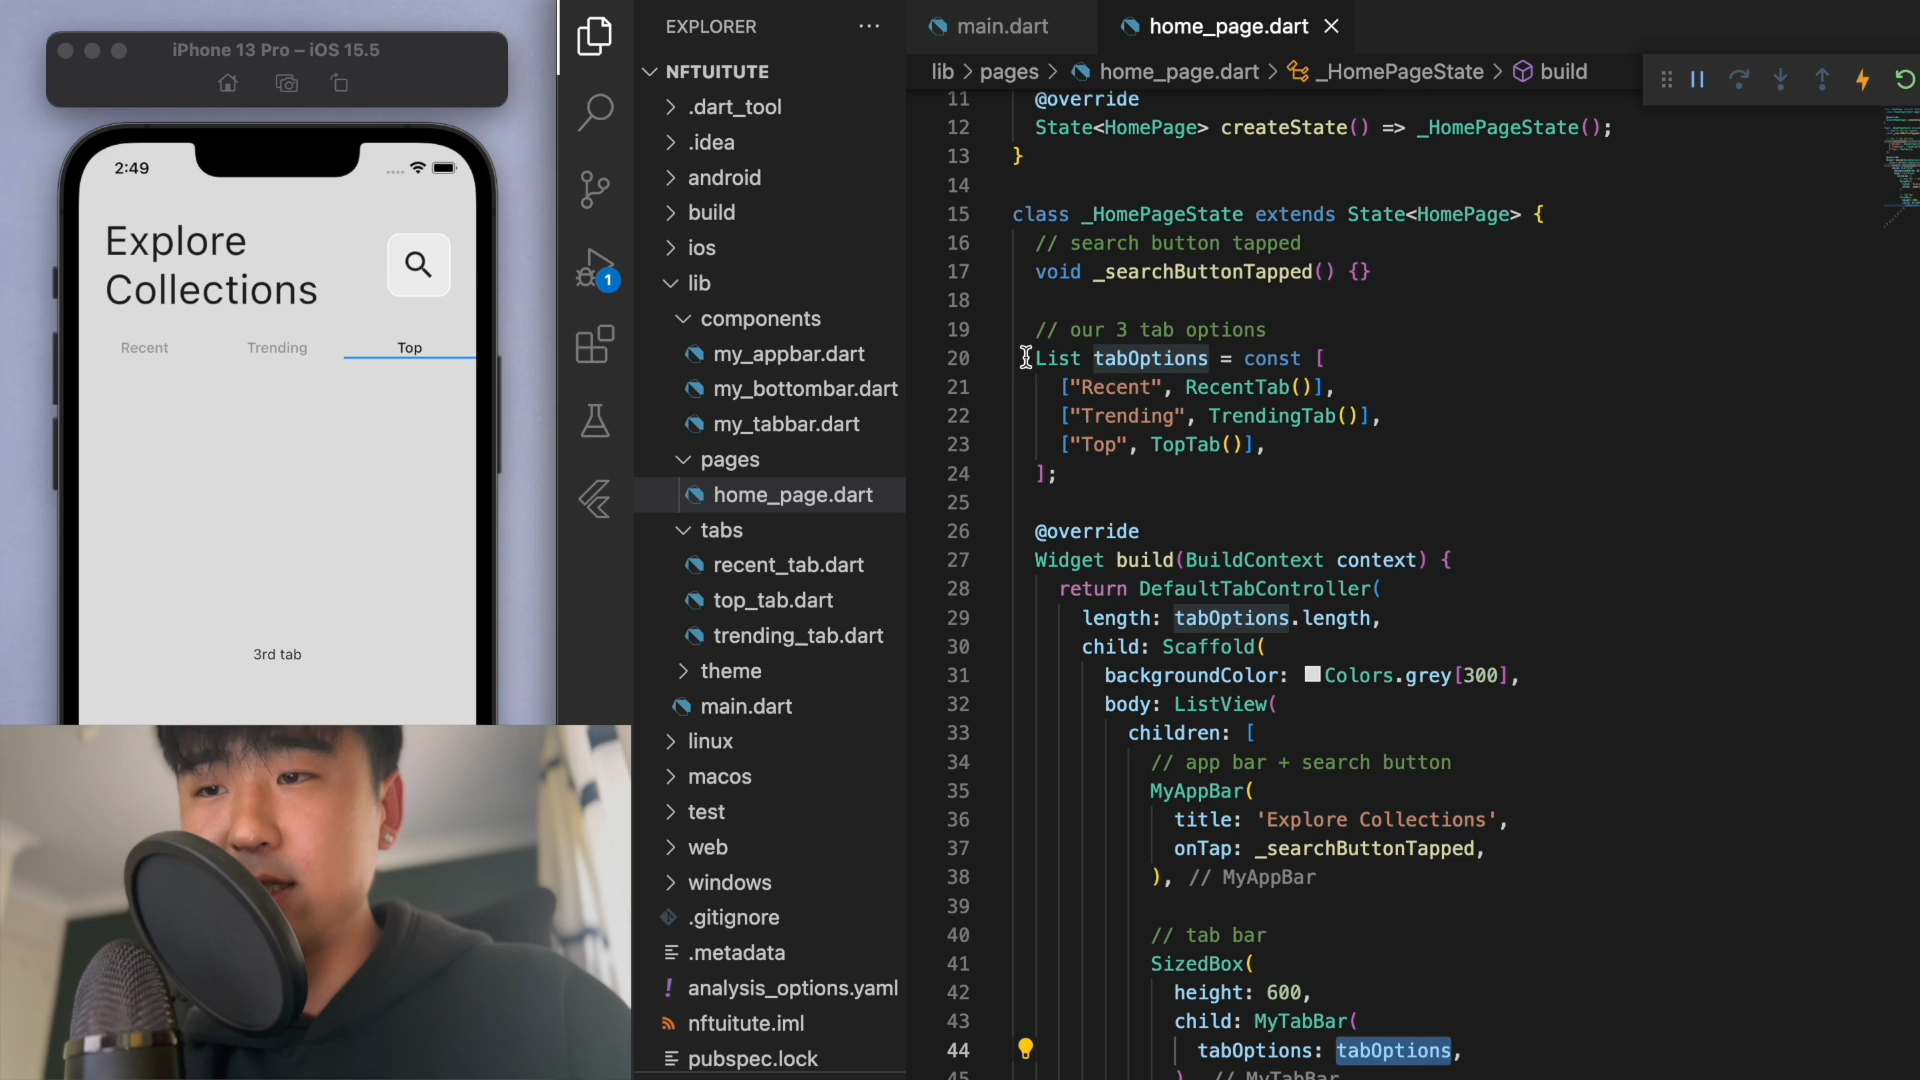 iPhone 13 Pro – iOS 15.5
2:49
Explore
Collections
Recent
Trending
Top
3rd tab
1
EXPLORER
NFTUITUTE
.dart_tool
.idea
android
build
ios
lib
components
my_appbar.dart
my_bottombar.dart
my_tabbar.dart
pages
home_page.dart
tabs
recent_tab.dart
top_tab.dart
trending_tab.dart
theme
main.dart
linux
macos
test
web
windows
.gitignore
.metadata
analysis_options.yaml
nftuitute.iml
pubspec.lock
main.dart
home_page.dart
lib > pages > home_page.dart > _HomePageState > build
11 @override
12 State<HomePage> createState() => _HomePageState();
13 }
14
15 class _HomePageState extends State<HomePage> {
16 // search button tapped
17 void _searchButtonTapped() {}
18
19 // our 3 tab options
20 List tabOptions = const [
21 ["Recent", RecentTab()],
22 ["Trending", TrendingTab()],
23 ["Top", TopTab()],
24 ];
25
26 @override
27 Widget build(BuildContext context) {
28 return DefaultTabController(
29 length: tabOptions.length,
30 child: Scaffold(
31 backgroundColor: Colors.grey[300],
32 body: ListView(
33 children: [
34 // app bar + search button
35 MyAppBar(
36 title: 'Explore Collections',
37 onTap: _searchButtonTapped,
38 ), // MyAppBar
39
40 // tab bar
41 SizedBox(
42 height: 600,
43 child: MyTabBar(
44 tabOptions: tabOptions,
45 ) // MyTabBar